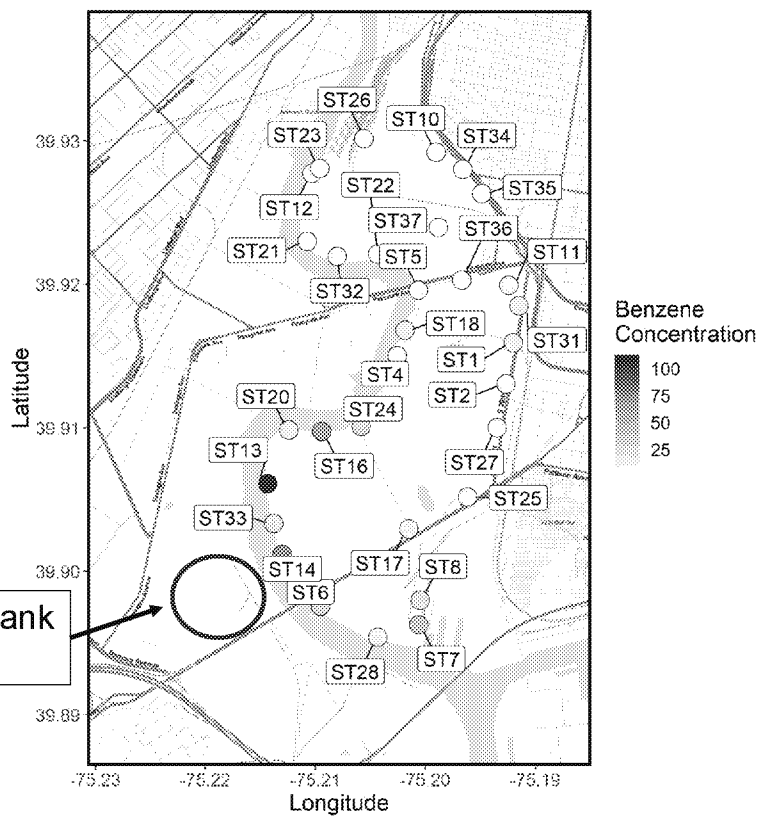 ST26
ST10
39.93
ST23
ST34
ST22
ST35
ST12
ST37
ST36
ST21
ST5
ST11
39.92
ST32
Benzene
Concentration
ST18
ST31
ST1
100
Latitude
ST4
ST2
75
ST20
ST24
50
39.91
25
ST13
ST16
ST27
ST25
ST33
39.90
ST14
ST17
ST8
ST6
ank
ST28
ST7
39.89
-75.23
-75.22
-75.21
-75.20
-75.19
Longitude